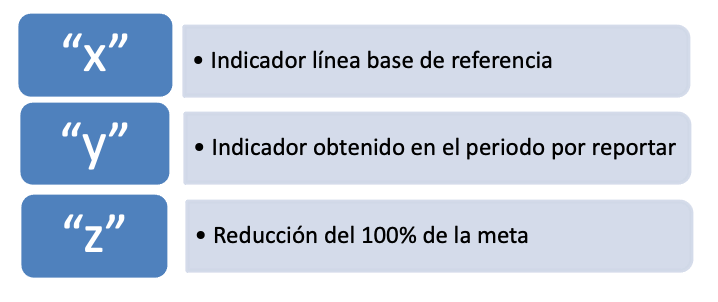 “x”
• Indicador línea base de referencia
“y”
• Indicador obtenido en el periodo por reportar
“z”
• Reducción del 100% de la meta